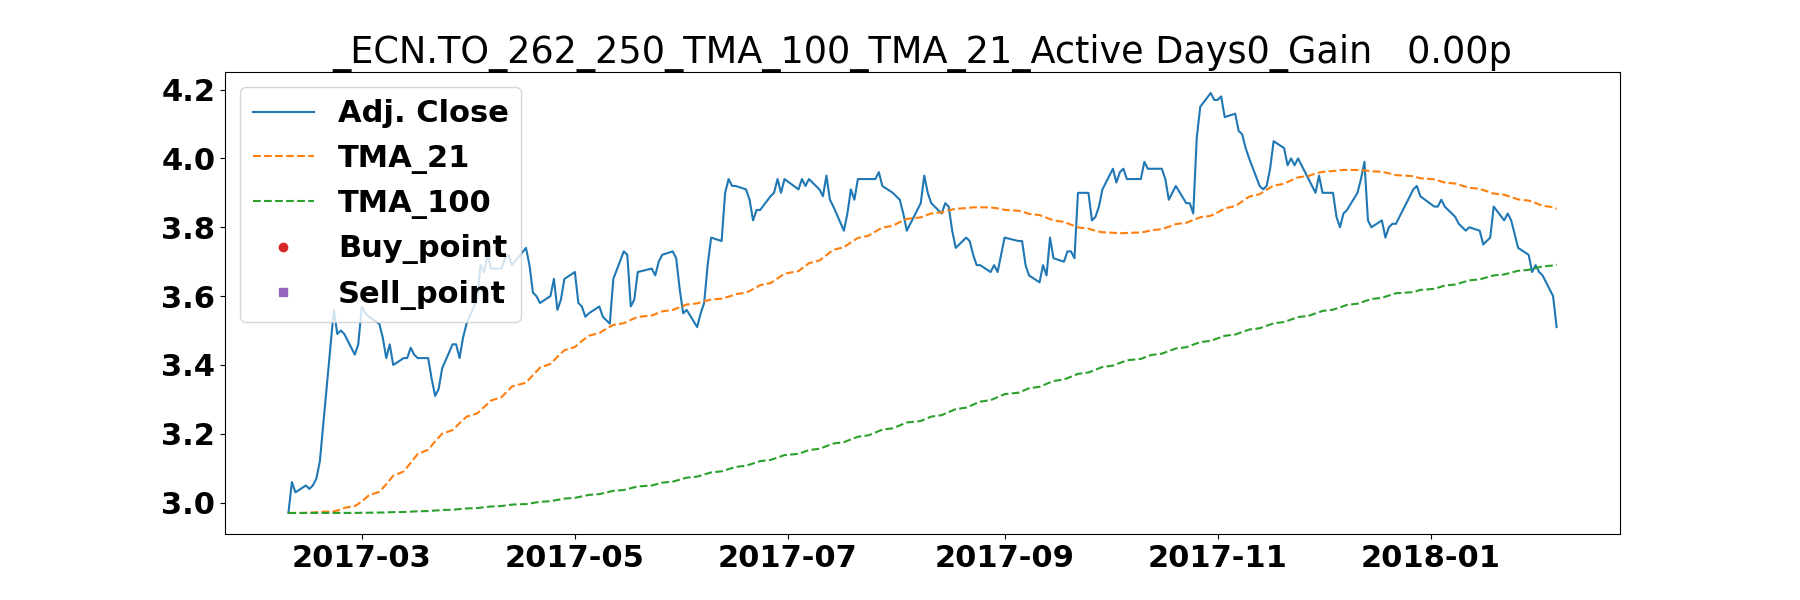 _ECN.TO_262_250_TMA_100_TMA_21_Active Days0_Gain   0.00p
4.2
4.0
3.8
3.6
3.4
3.2
3.0
Adj. Close
TMA_21
TMA_100
Buy_point
Sell_point
2017-03 2017-05 2017-07 2017-09 2017-11 2018-01